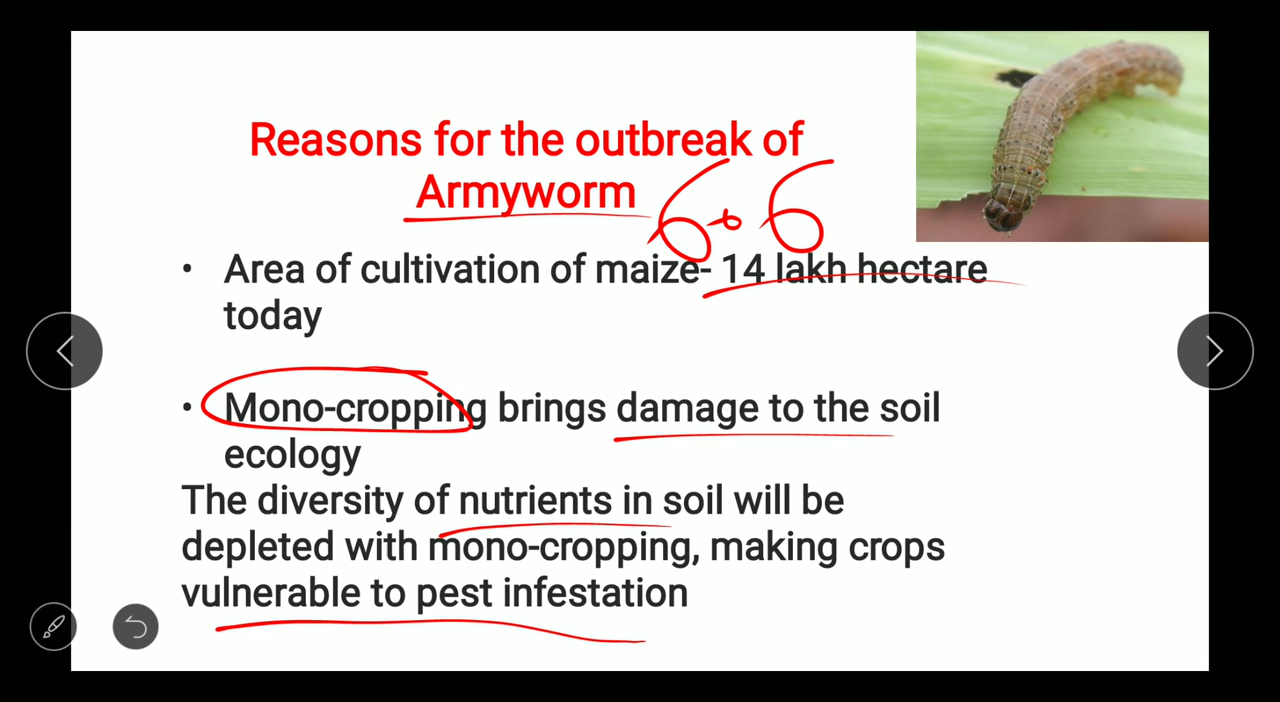 Reasons for the outbreak of
Armyworm
6.6
• Area of cultivation of maize- 14 lakh hectare
today
• Mono-cropping brings damage to the soil
ecology
The diversity of nutrients in soil will be
depleted with mono-cropping, making crops
vulnerable to pest infestation